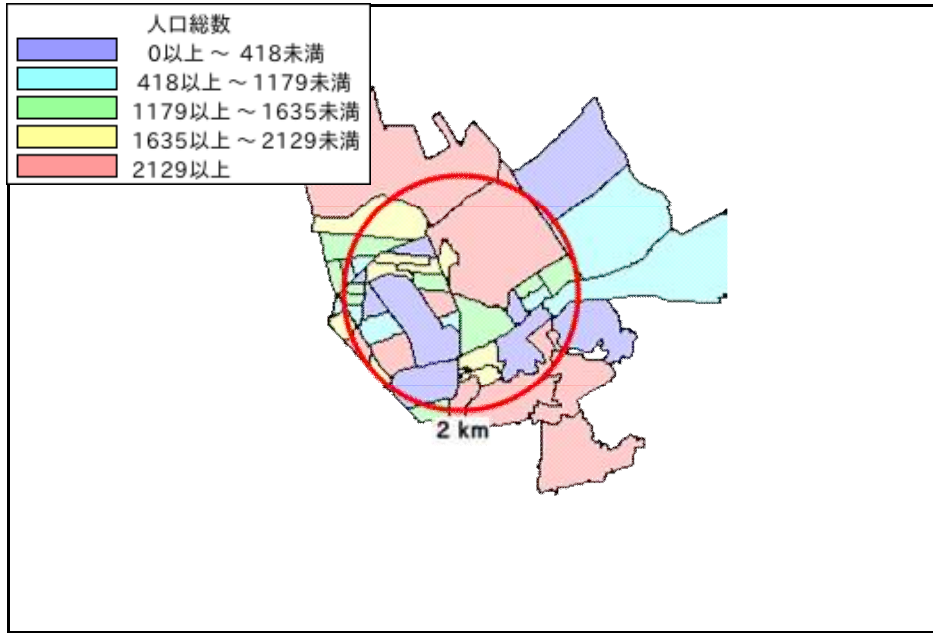 人口総数
0以上 ~ 418未満
418以上 ~ 1179未満
1179以上 ~ 1635未満
1635以上 ~ 2129未満
2129以上
2 km